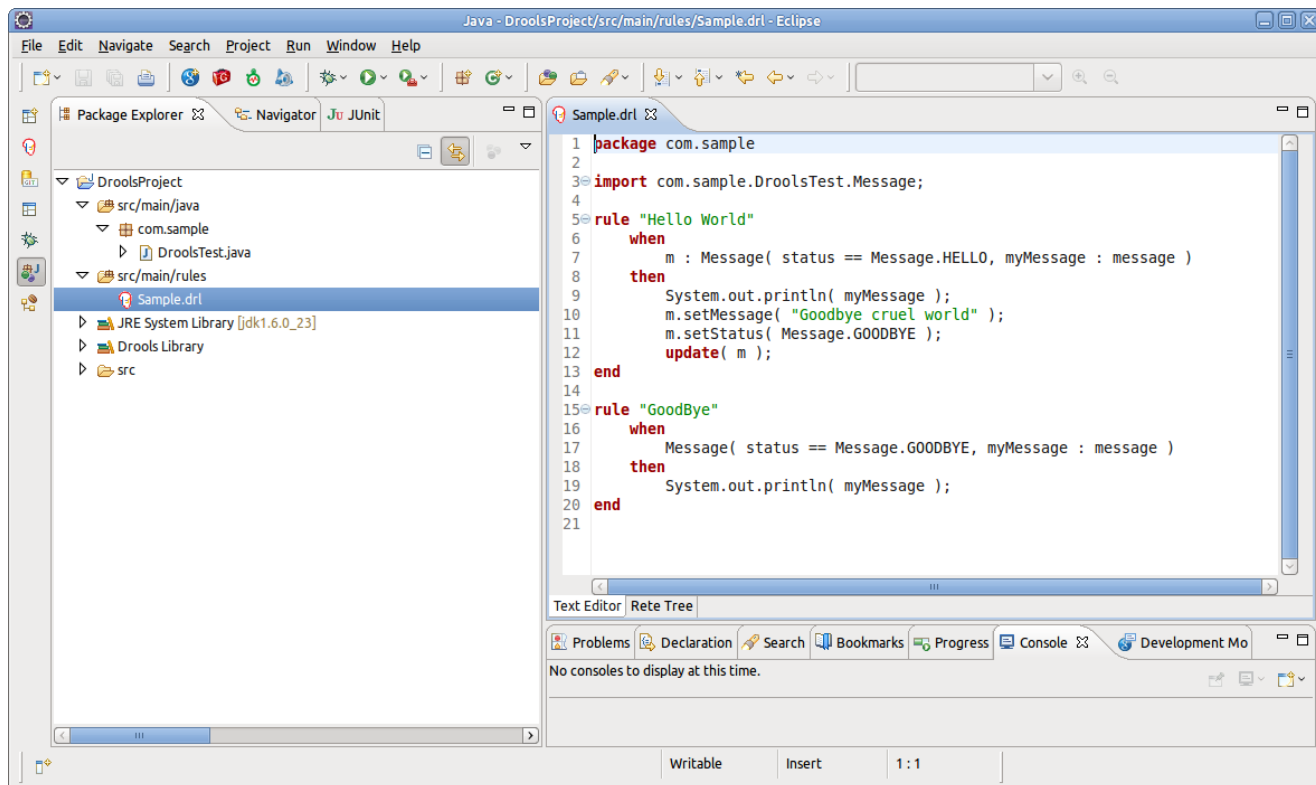 Java - DroolsProject/src/main/rules/Sample.drl - Eclipse
File Edit Navigate Search Project Run Window Help
Package Explorer Navigator Ju JUnit
DroolsProject
src/main/java
com.sample
DroolsTest.java
src/main/rules
Sample.drl
JRE System Library [jdk1.6.0_23]
Drools Library
src
Sample.drl
1 package com.sample
2
3 import com.sample.DroolsTest.Message;
4
5 rule "Hello World"
6 when
7 m : Message( status == Message.HELLO, myMessage : message )
8 then
9 System.out.println( myMessage );
10 m.setMessage( "Goodbye cruel world" );
11 m.setStatus( Message.GOODBYE );
12 update( m );
13 end
14
15 rule "GoodBye"
16 when
17 Message( status == Message.GOODBYE, myMessage : message )
18 then
19 System.out.println( myMessage );
20 end
21
Text Editor Rete Tree
Problems Declaration Search Bookmarks Progress Console Development Mo
No consoles to display at this time.
Writable Insert 1 : 1